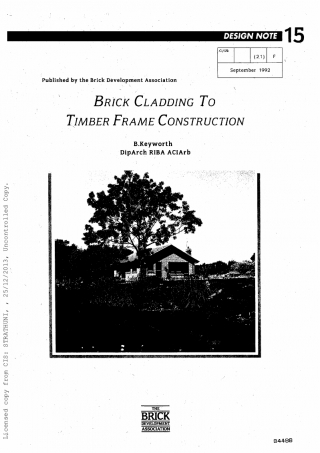 DESIGN NOTE 15
CI/SfB (21) F
September 1992
Published by the Brick Development Association
BRICK CLADDING TO
TIMBER FRAME CONSTRUCTION
B.Keyworth
DipArch RIBA ACIArb
Licensed copy from CIS: STRATHUNI, , 25/12/2013, Uncontrolled Copy.
THE
BRICK
DEVELOPMENT
ASSOCIATION
04498